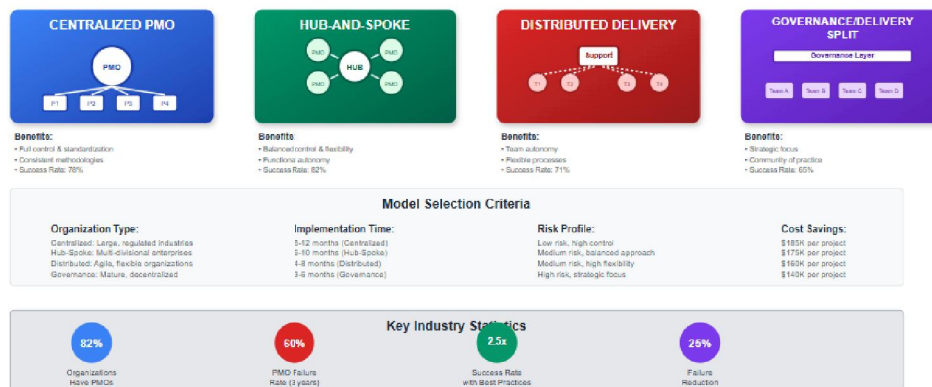 CENTRALIZED PMO
PMO
P1 P2 P3 P4
Benefits:
• Full control & standardization
• Consistent methodologies
• Success Rate: 78%
HUB-AND-SPOKE
PMO PMO
HUB
PMO PMO
Benefits:
• Balanced control & flexibility
• Functional autonomy
• Success Rate: 82%
DISTRIBUTED DELIVERY
Support
T1 T2 T3 T4
Benefits:
• Team autonomy
• Flexible processes
• Success Rate: 71%
GOVERNANCE/DELIVERY
SPLIT
Governance Layer
Team A Team B Team C Team D
Benefits:
• Strategic focus
• Community of practice
• Success Rate: 65%
Model Selection Criteria
Organization Type:
Centralized: Large, regulated industries
Hub-Spoke: Multi-divisional enterprises
Distributed: Agile, flexible organizations
Governance: Mature, decentralized
Implementation Time:
-12 months (Centralized)
-10 months (Hub-Spoke)
4-8 months (Distributed)
3-6 months (Governance)
Risk Profile:
Low risk, high control
Medium risk, balanced approach
Medium risk, high flexibility
High risk, strategic focus
Cost Savings:
$185K per project
$175K per project
$160K per project
$140K per project
Key Industry Statistics
82%
Organizations
Have PMOs
60%
PMO Failure
Rate (3 years)
2.5x
Success Rate
with Best Practices
25%
Failure
Reduction